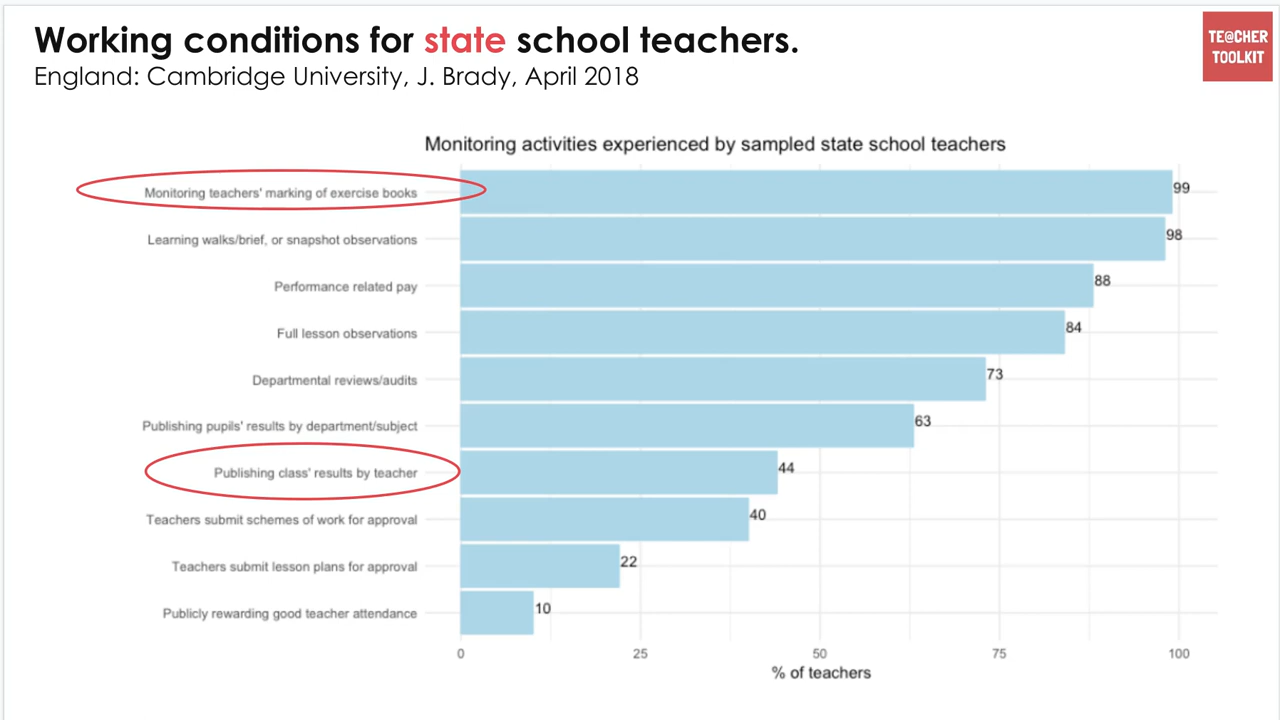 Working conditions for state school teachers.
England: Cambridge University, J. Brady, April 2018
TE@CHER
TOOLKIT
Monitoring activities experienced by sampled state school teachers
Monitoring teachers' marking of exercise books 99
Learning walks/brief, or snapshot observations 98
Performance related pay 88
Full lesson observations 84
Departmental reviews/audits 73
Publishing pupils' results by department/subject 63
Publishing class' results by teacher 44
Teachers submit schemes of work for approval 40
Teachers submit lesson plans for approval 22
Publicly rewarding good teacher attendance 10
0 25 50 75 100
% of teachers